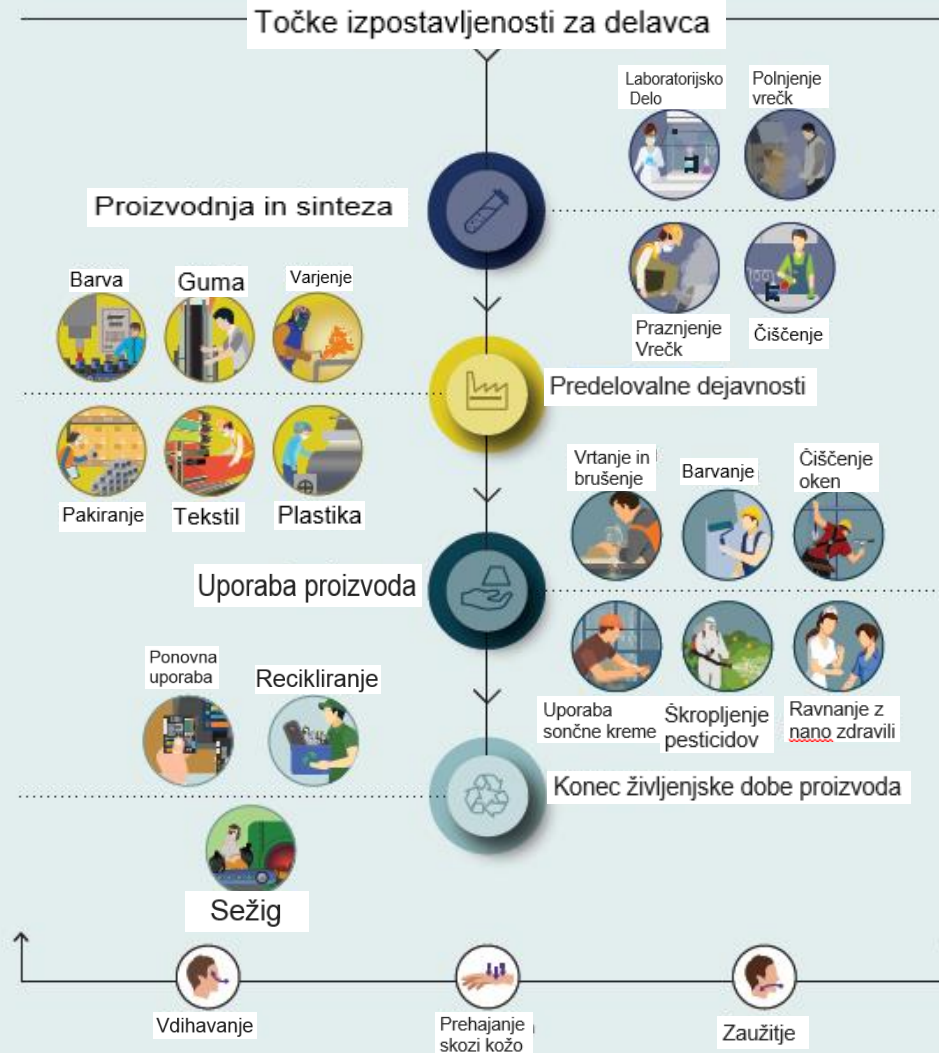 Točke izpostavljenosti za delavca
Laboratorijsko
Delo
Polnjenje
vrečk
Proizvodnja in sinteza
Praznjenje
Vrečk
Čiščenje
Barva
Guma
Varjenje
Predelovalne dejavnosti
Pakiranje
Tekstil
Plastika
Vrtanje in
brušenje
Barvanje
Čiščenje
oken
Uporaba proizvoda
Uporaba
sončne kreme
Škropljenje
pesticidov
Ravnanje z
nano zdravili
Ponovna
uporaba
Recikliranje
Konec življenjske dobe proizvoda
Sežig
Vdihavanje
Prehajanje
skozi kožo
Zaužitje